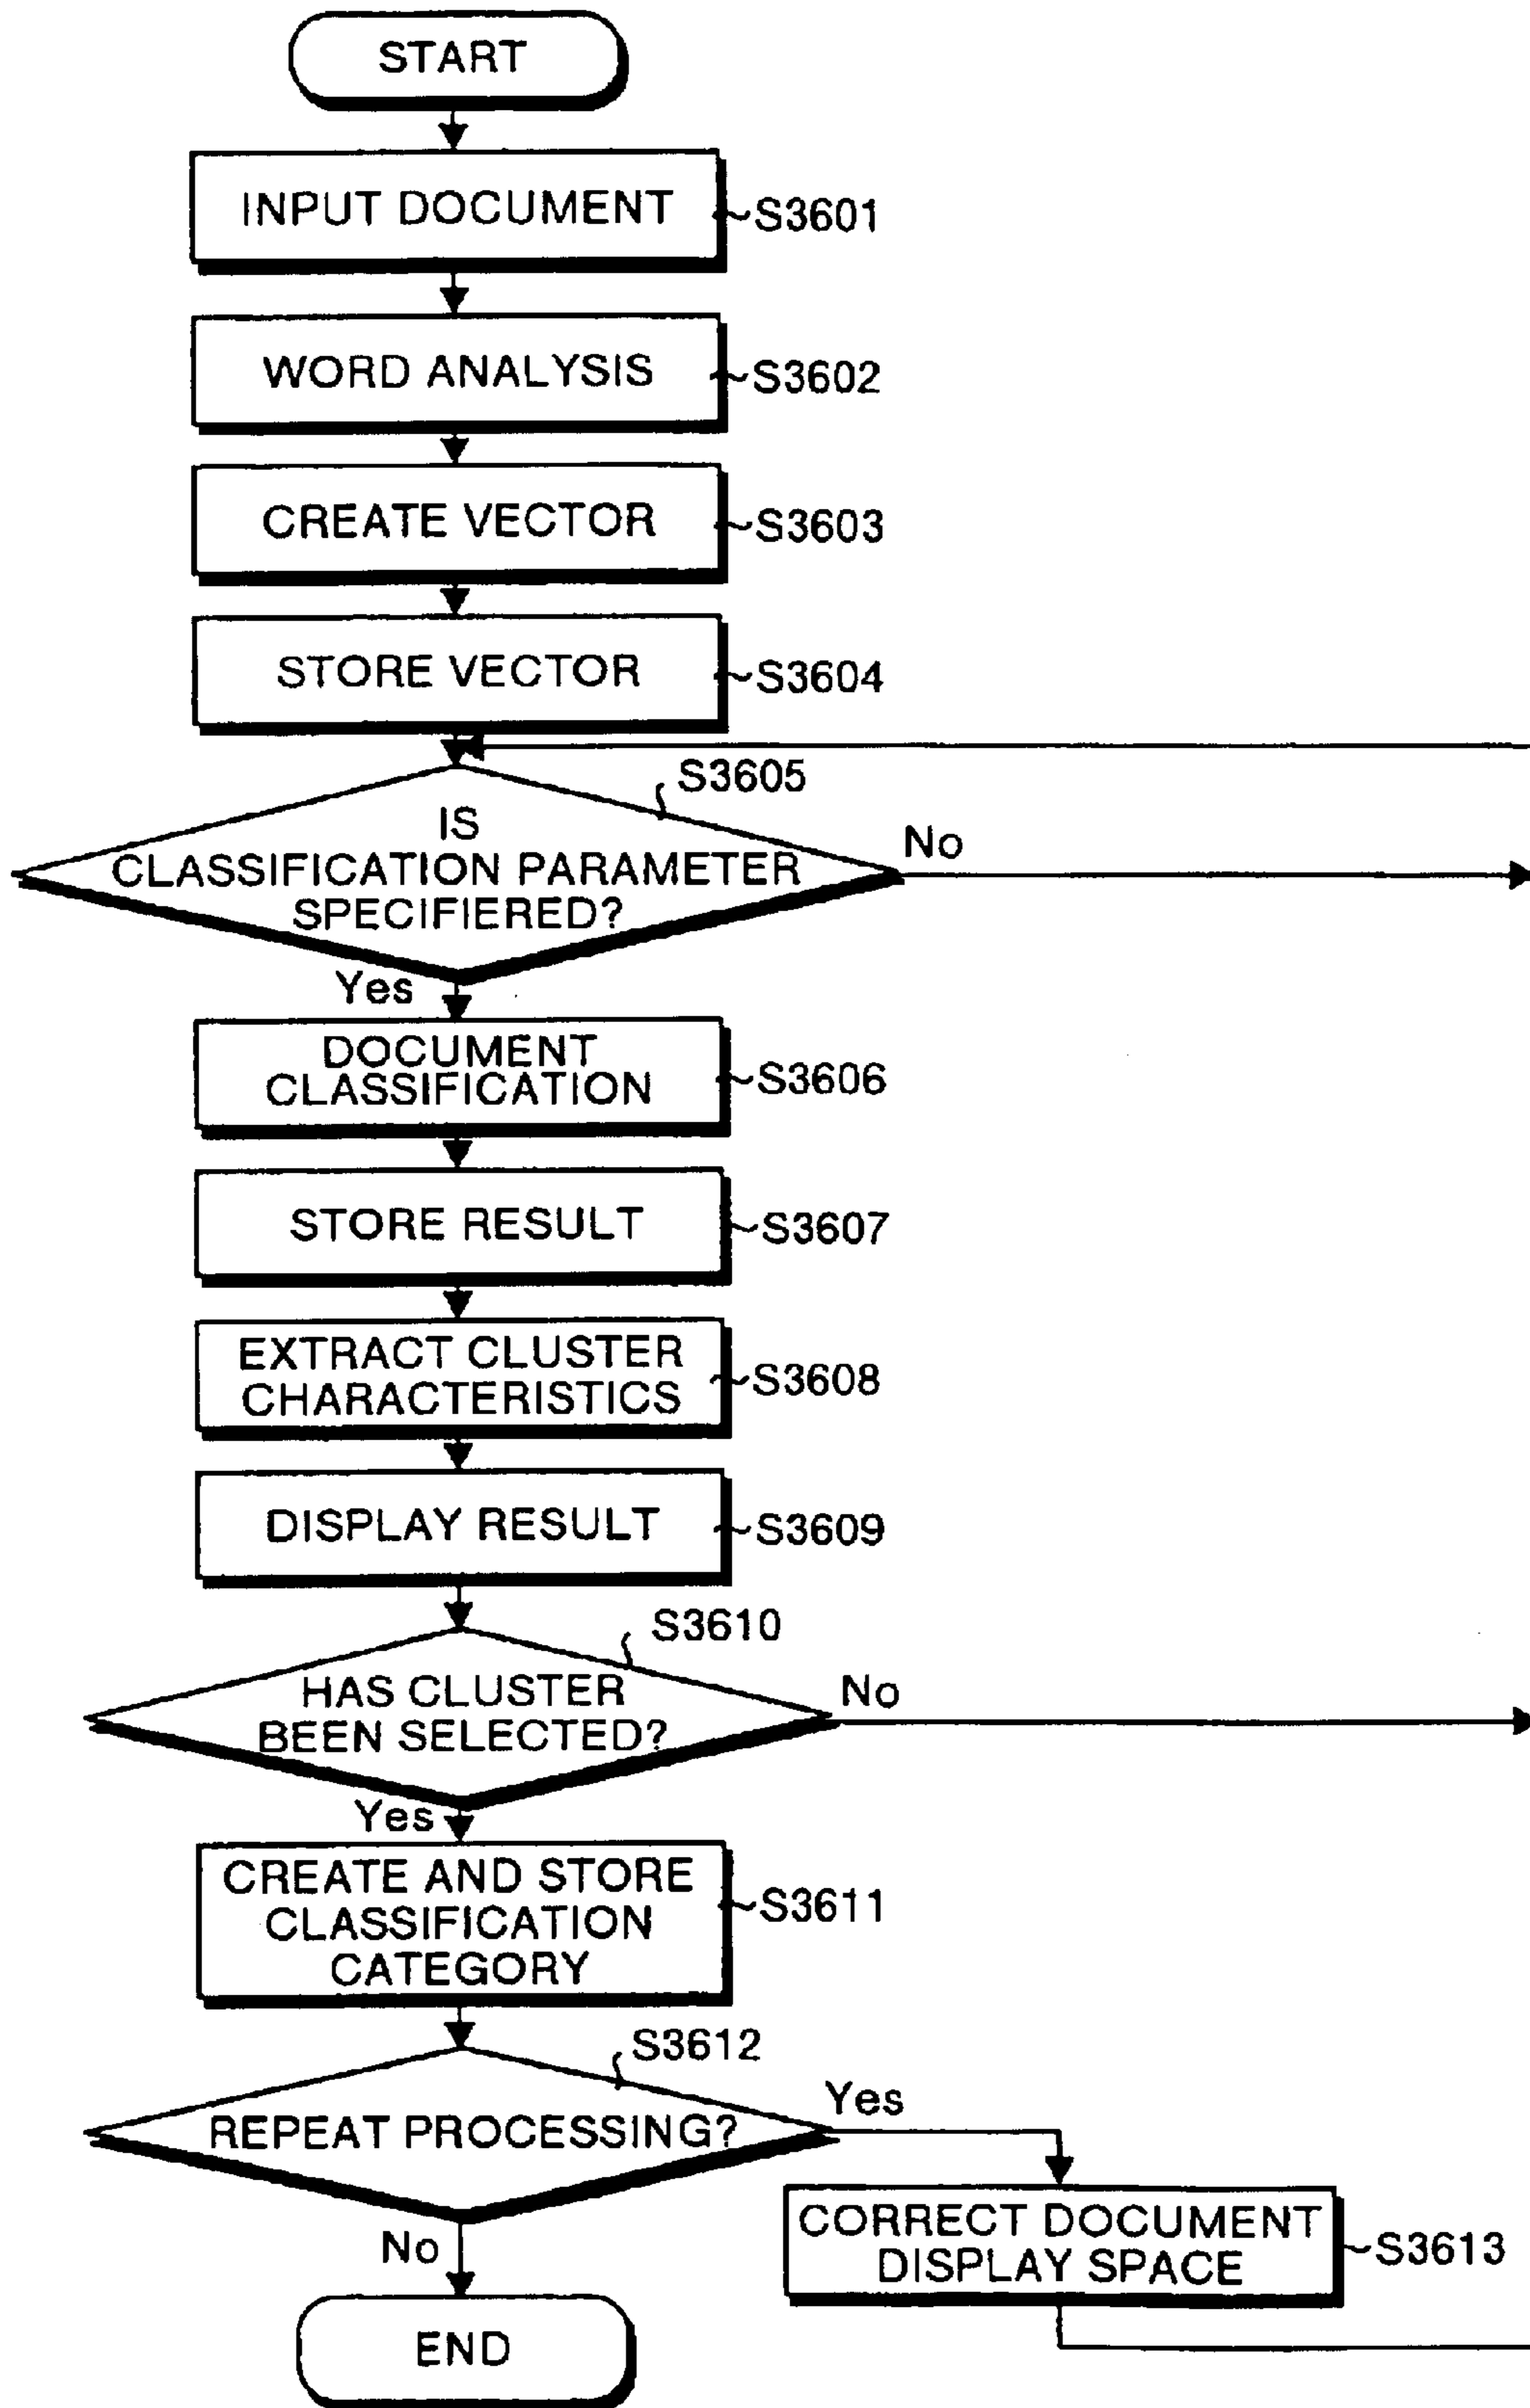 START
INPUT DOCUMENT
S3601
WORD ANALYSIS
S3602
CREATE VECTOR
S3603
STORE VECTOR
S3604
S3605
IS
CLASSIFICATION PARAMETER
SPECIFIERED?
No
Yes
DOCUMENT
CLASSIFICATION
S3606
STORE RESULT
S3607
EXTRACT CLUSTER
CHARACTERISTICS
S3608
DISPLAY RESULT
S3609
S3610
HAS CLUSTER
BEEN SELECTED?
No
Yes
CREATE AND STORE
CLASSIFICATION
CATEGORY
S3611
S3612
REPEAT PROCESSING?
Yes
CORRECT DOCUMENT
DISPLAY SPACE
S3613
No
END